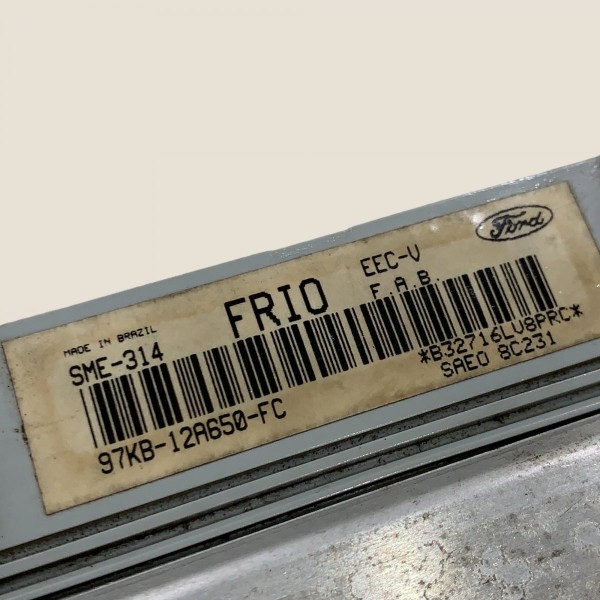 Ford
EEC-V
FRIO
F.A.B.
MADE IN BRAZIL
SME-314
*B32716LV8PRC*
SAEO 8C231
97KB-12A650-FC